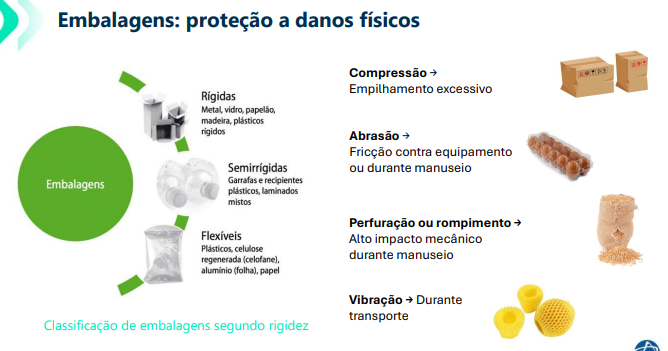 Embalagens: proteção a danos físicos
Embalagens
Rígidas
Metal, vidro, papelão,
madeira, plásticos
rígidos
Semirrígidas
Garrafas e recipientes
plásticos, laminados
mistos
Flexíveis
Plásticos, celulose
regenerada (celofane),
alumínio (folha), papel
Classificação de embalagens segundo rigidez
Compressão →
Empilhamento excessivo
Abrasão →
Fricção contra equipamento
ou durante manuseio
Perfuração ou rompimento →
Alto impacto mecânico
durante manuseio
Vibração → Durante
transporte